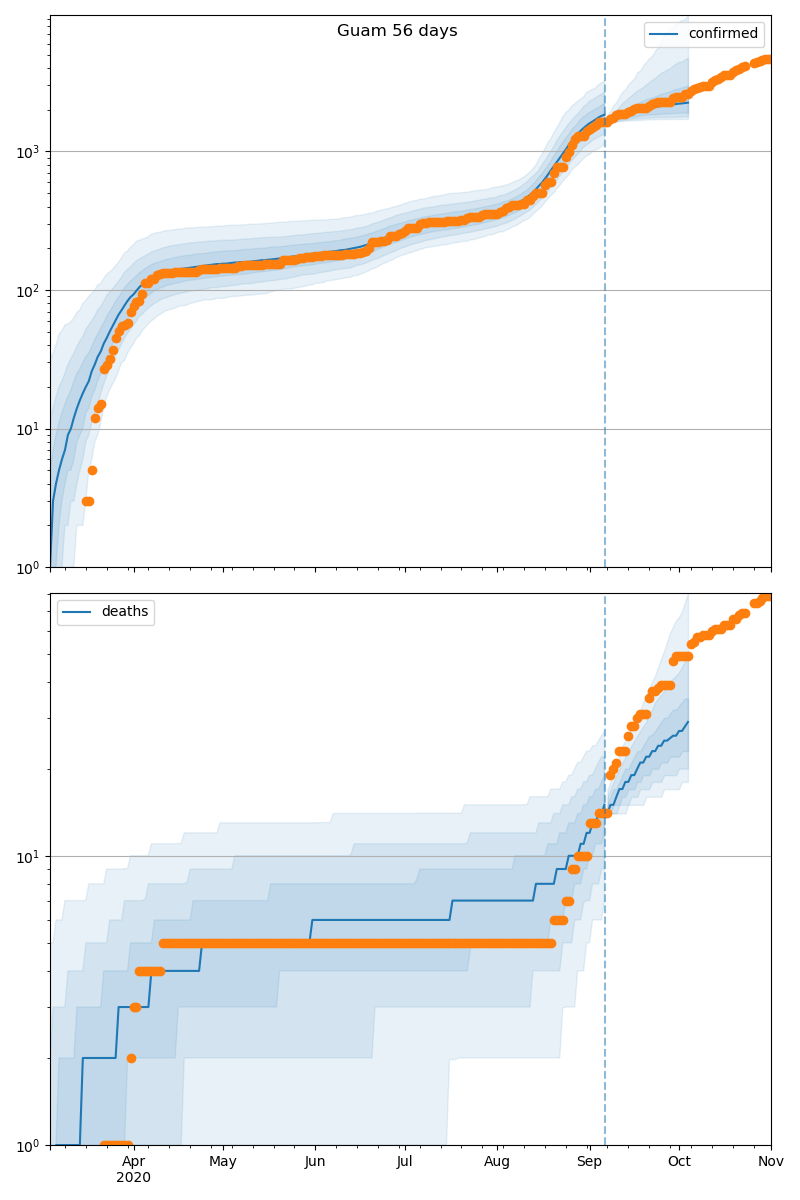 Guam 56 days
confirmed
10³
10²
10¹
10⁰
deaths
10¹
10⁰
Apr
2020
May
Jun
Jul
Aug
Sep
Oct
Nov